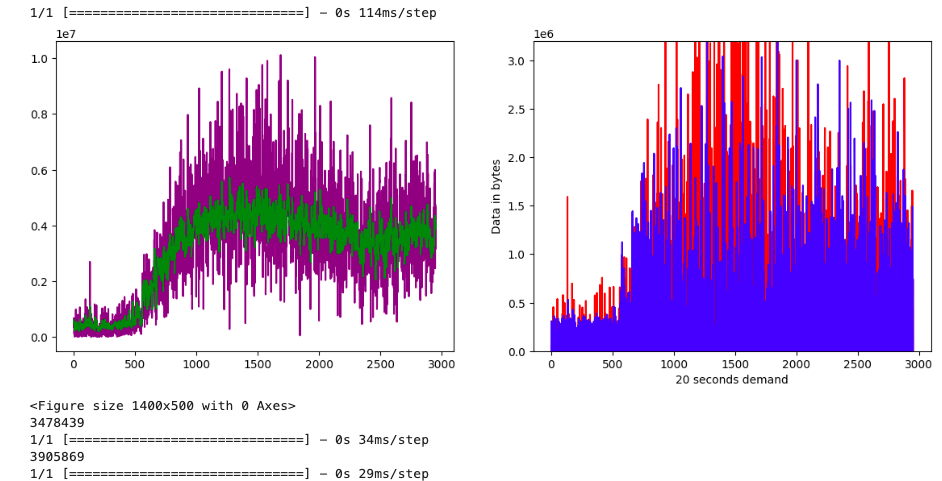 1/1 [==============================] - 0s 114ms/step
1e7
1.0
0.8
0.6
0.4
0.2
0.0
0 500 1000 1500 2000 2500 3000
1e6
3.0
2.5
2.0
1.5
1.0
0.5
0.0
Data in bytes
0 500 1000 1500 2000 2500 3000
20 seconds demand
<Figure size 1400x500 with 0 Axes>
3478439
1/1 [==============================] - 0s 34ms/step
3905869
1/1 [==============================] - 0s 29ms/step